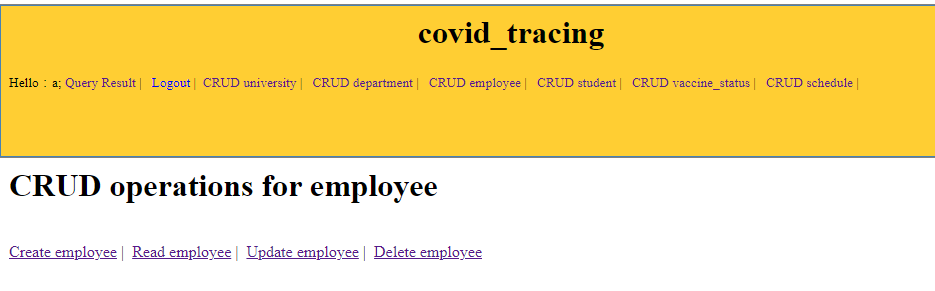 covid_tracing
Hello : a; Query Result | Logout | CRUD university | CRUD department | CRUD employee | CRUD student | CRUD vaccine_status | CRUD schedule |
CRUD operations for employee
Create employee | Read employee | Update employee | Delete employee